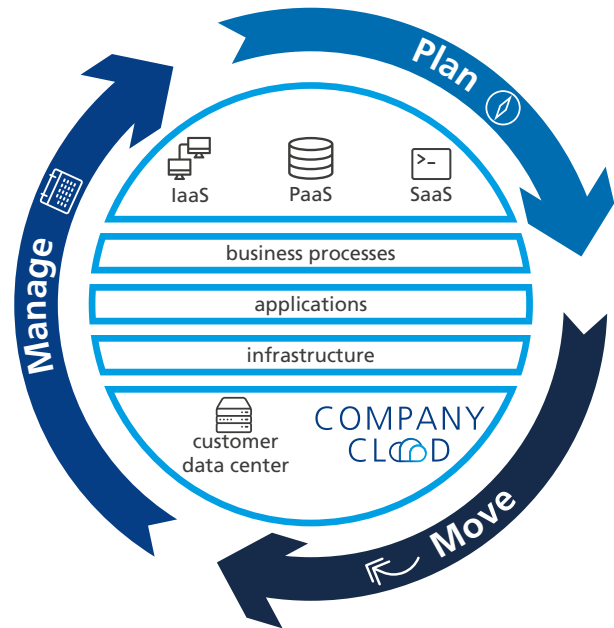 Plan
IaaS PaaS SaaS
business processes
applications
infrastructure
customer
data center
COMPANY
CLOUD
Move
Manage